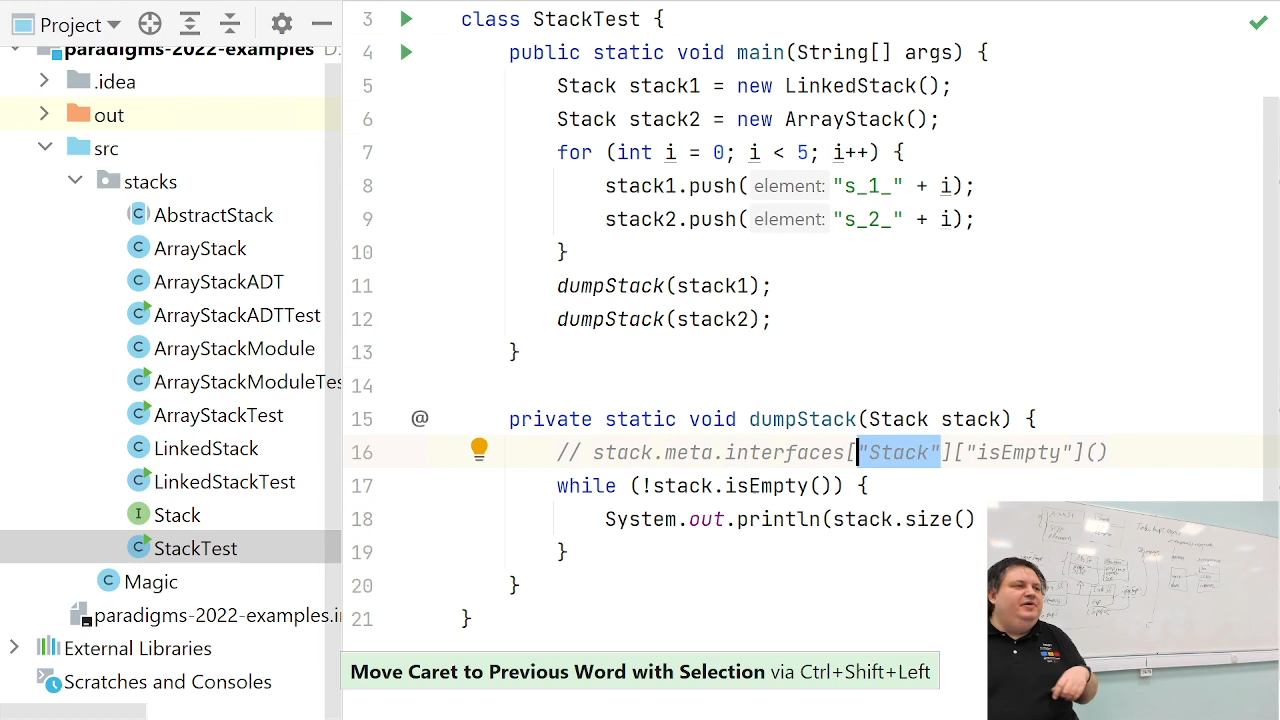 Project
paradigms-2022-examples
.idea
out
src
stacks
AbstractStack
ArrayStack
ArrayStackADT
ArrayStackADTTest
ArrayStackModule
ArrayStackModuleTes
ArrayStackTest
LinkedStack
LinkedStackTest
Stack
StackTest
Magic
paradigms-2022-examples.i
External Libraries
Scratches and Consoles
3 class StackTest {
4 public static void main(String[] args) {
5 Stack stack1 = new LinkedStack();
6 Stack stack2 = new ArrayStack();
7 for (int i = 0; i < 5; i++) {
8 stack1.push( element: "s_1_" + i);
9 stack2.push( element: "s_2_" + i);
10 }
11 dumpStack(stack1);
12 dumpStack(stack2);
13 }
14
15 @ private static void dumpStack(Stack stack) {
16 // stack.meta.interfaces["Stack"]["isEmpty"]()
17 while (!stack.isEmpty()) {
18 System.out.println(stack.size()
19 }
20 }
21 }
Move Caret to Previous Word with Selection via Ctrl+Shift+Left